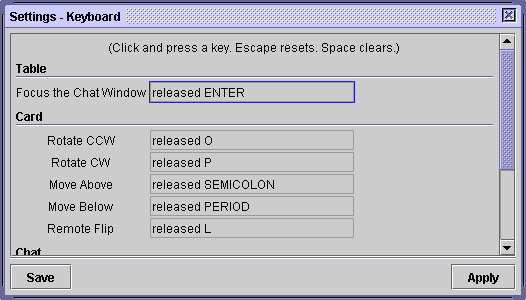 Settings - Keyboard
(Click and press a key. Escape resets. Space clears.)
Table
Focus the Chat Window released ENTER
Card
Rotate CCW released O
Rotate CW released P
Move Above released SEMICOLON
Move Below released PERIOD
Remote Flip released L
Chat
Save Apply